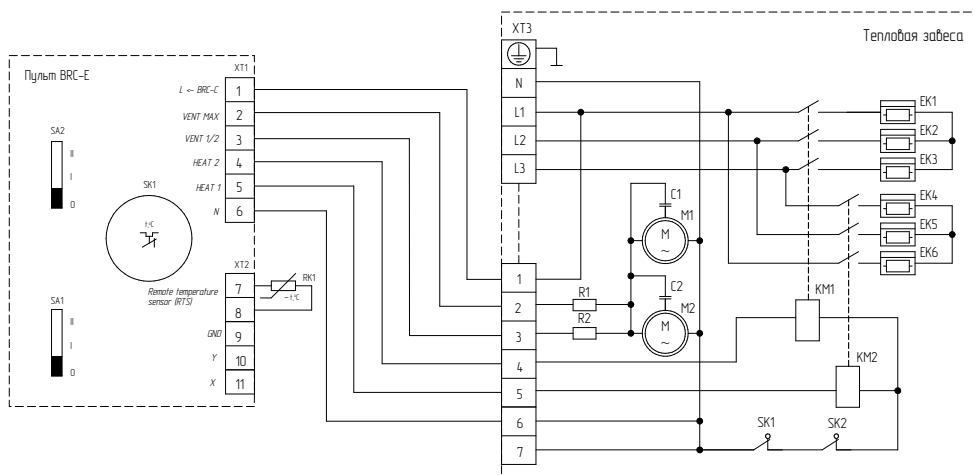 Пульт BRC-E
SA2
II
I
0
SK1
t,°C
SA1
II
I
0
XT1
L <- BRC-C
1
VENT MAX
2
VENT 1/2
3
HEAT 2
4
HEAT 1
5
N
6
XT2
7
Remote temperature
sensor (RTS)
8
GND
9
Y
10
X
11
RK1
- t,°C
XT3
N
L1
L2
L3
1
2
3
4
5
6
7
Тепловая завеса
R1
R2
C1
M1
M
~
C2
M2
M
~
EK1
EK2
EK3
EK4
EK5
EK6
KM1
KM2
SK1
SK2